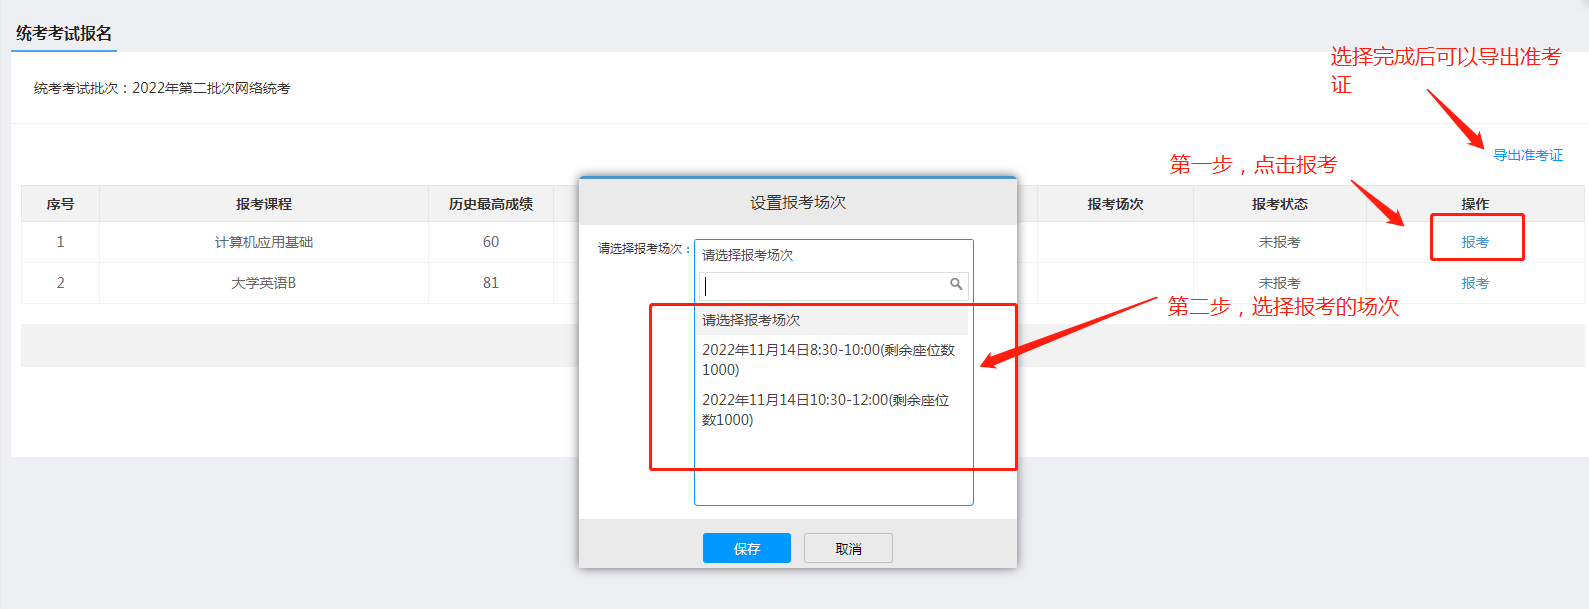 统考考试报名
选择完成后可以导出准考
证
统考考试批次：2022年第二批次网络统考
导出准考证
第一步，点击报考
序号 报考课程 历史最高成绩 报考场次 报考状态 操作
1 计算机应用基础 60 未报考 报考
2 大学英语B 81 未报考 报考
设置报考场次
请选择报考场次：
请选择报考场次
请选择报考场次
2022年11月14日8:30-10:00(剩余座位数
1000)
2022年11月14日10:30-12:00(剩余座位
数1000)
第二步，选择报考的场次
保存 取消